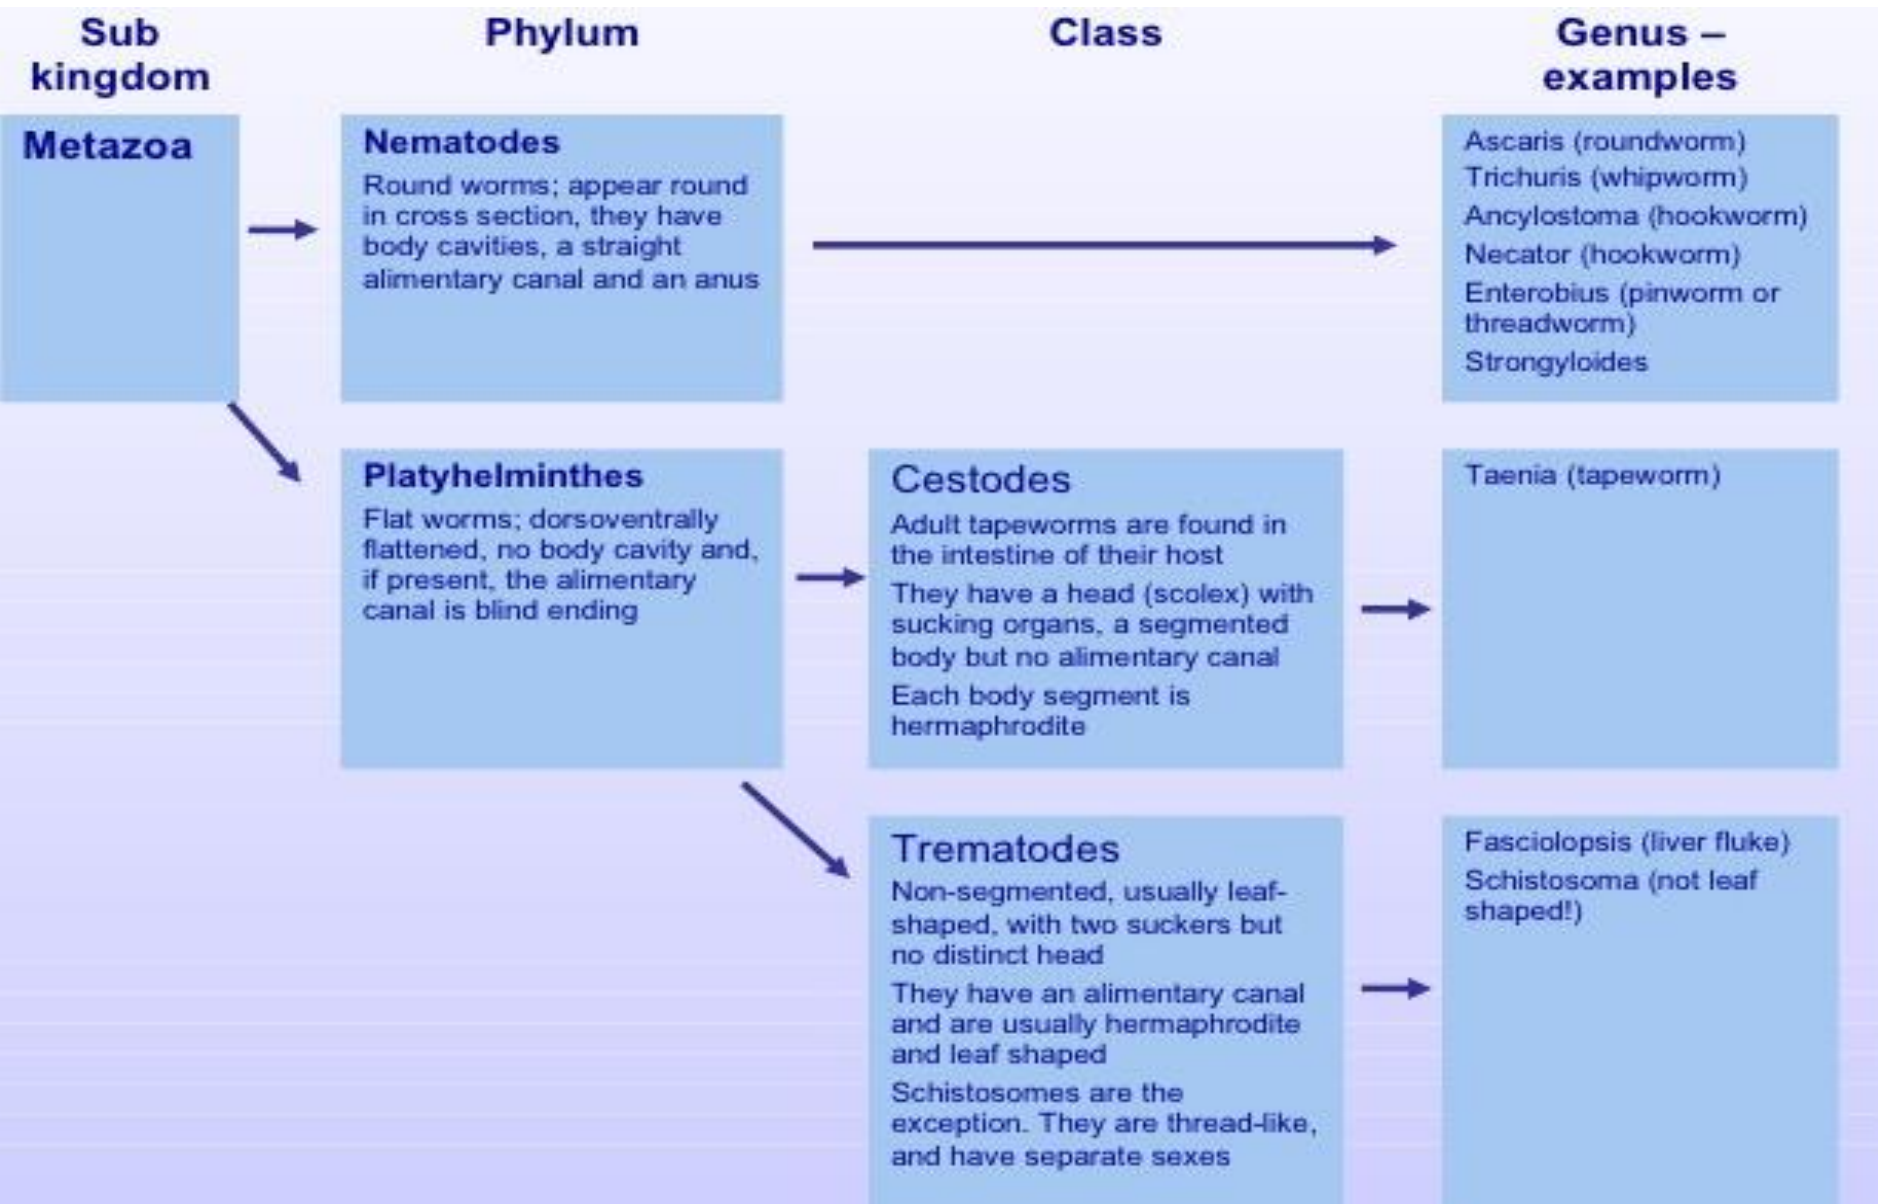 Sub
kingdom
Phylum
Class
Genus –
examples
Metazoa
Nematodes
Round worms; appear round
in cross section, they have
body cavities, a straight
alimentary canal and an anus
Ascaris (roundworm)
Trichuris (whipworm)
Ancylostoma (hookworm)
Necator (hookworm)
Enterobius (pinworm or
threadworm)
Strongyloides
Platyhelminthes
Flat worms; dorsoventrally
flattened, no body cavity and,
if present, the alimentary
canal is blind ending
Cestodes
Adult tapeworms are found in
the intestine of their host
They have a head (scolex) with
sucking organs, a segmented
body but no alimentary canal
Each body segment is
hermaphrodite
Taenia (tapeworm)
Trematodes
Non-segmented, usually leaf-
shaped, with two suckers but
no distinct head
They have an alimentary canal
and are usually hermaphrodite
and leaf shaped
Schistosomes are the
exception. They are thread-like,
and have separate sexes
Fasciolopsis (liver fluke)
Schistosoma (not leaf
shaped!)